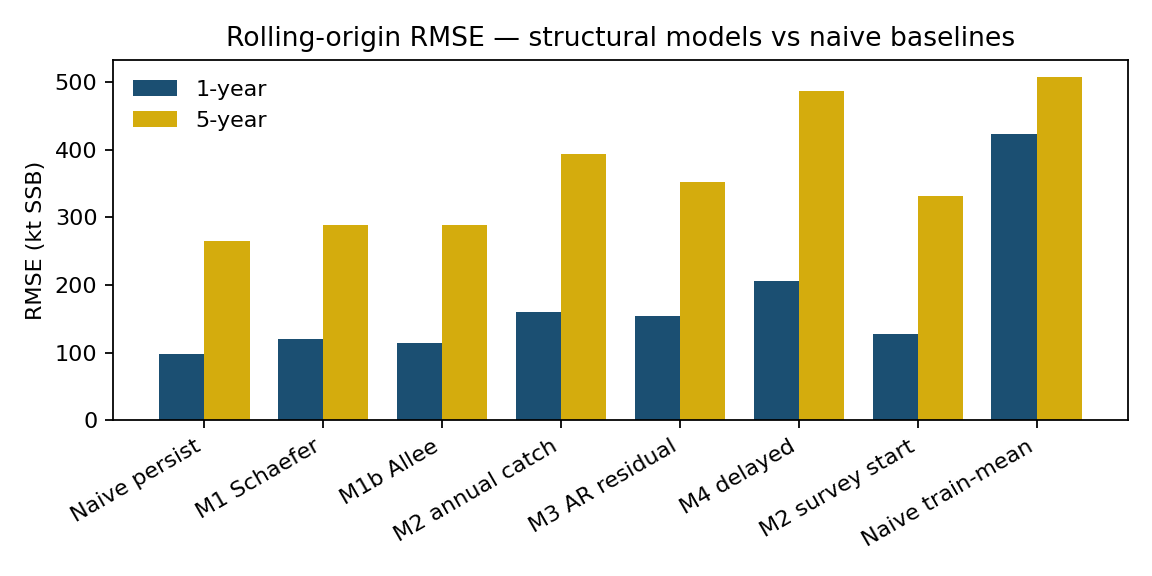 Rolling-origin RMSE — structural models vs naive baselines
1-year
5-year
RMSE (kt SSB)
500
400
300
200
100
0
Naive persist
M1 Schaefer
M1b Allee
M2 annual catch
M3 AR residual
M4 delayed
M2 survey start
Naive train-mean